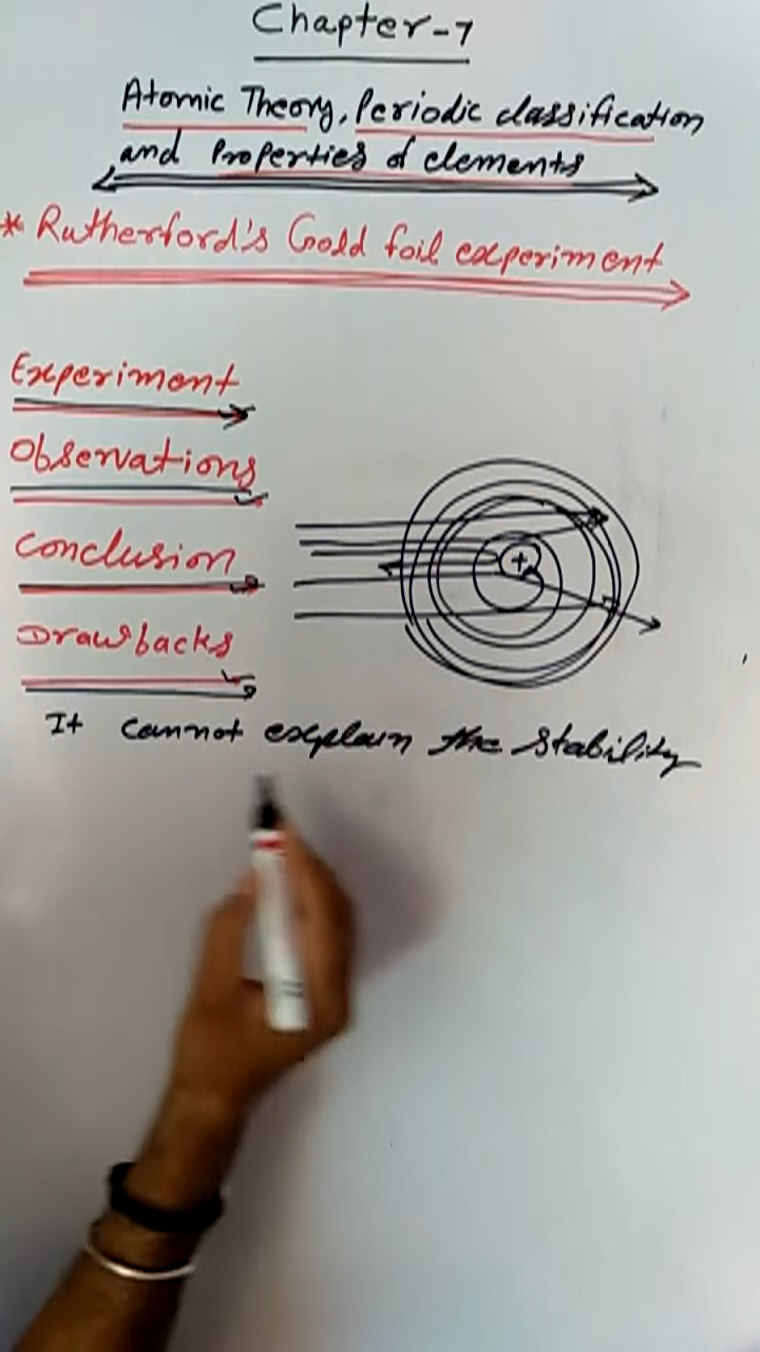 Chapter-7
Atomic Theory, Periodic classification
and Properties of elements
* Rutherford's Gold foil experiment
Experiment
Observations
Conclusion
Drawbacks
+
It cannot explain the stability